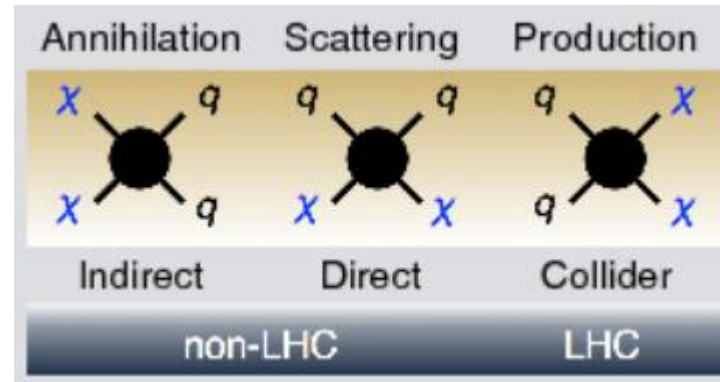 Annihilation Scattering Production
χ q q q q χ
χ q χ χ q χ
Indirect Direct Collider
non-LHC LHC